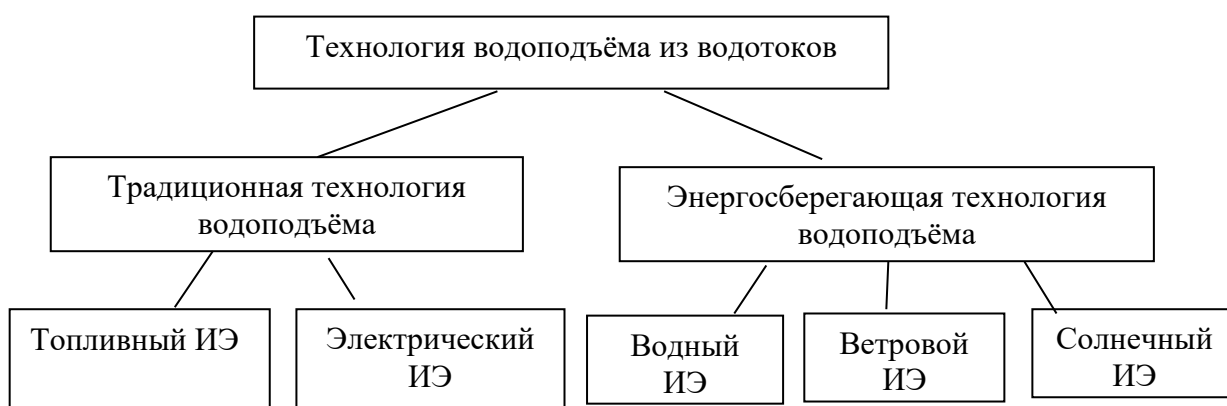 Технология водоподъёма из водотоков
Традиционная технология
водоподъёма
Энергосберегающая технология
водоподъёма
Топливный ИЭ
Электрический
ИЭ
Водный
ИЭ
Ветровой
ИЭ
Солнечный
ИЭ